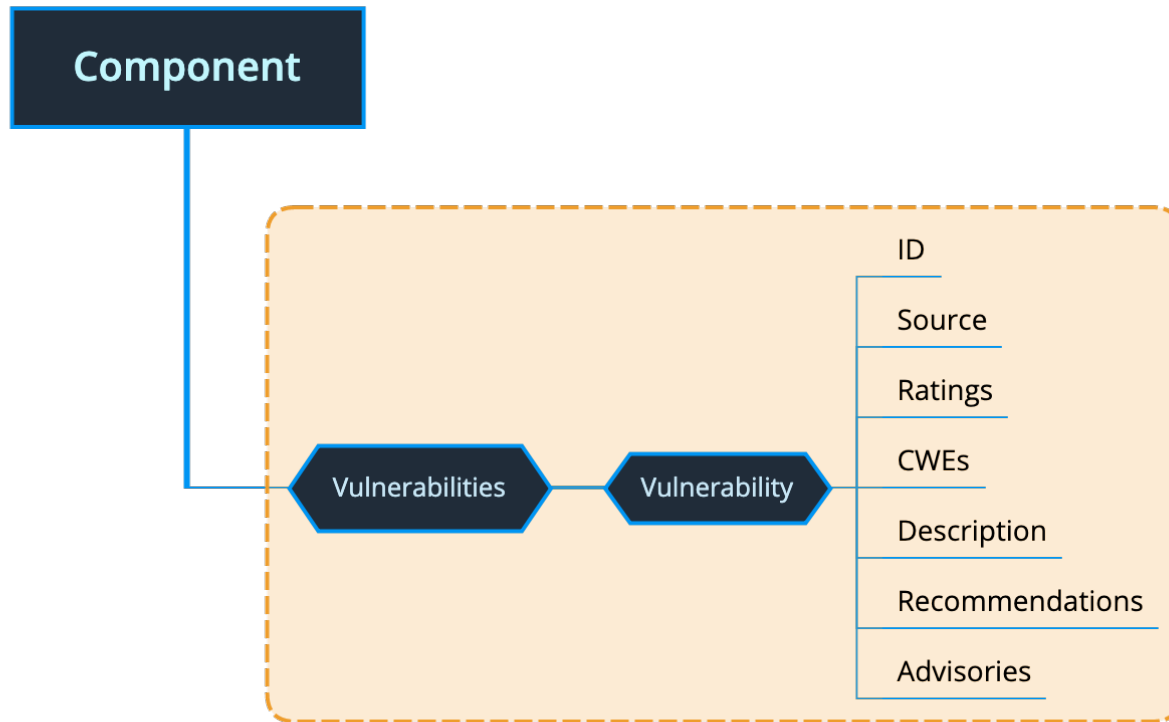 Component
ID
Source
Ratings
CWEs
Vulnerabilities
Vulnerability
Description
Recommendations
Advisories